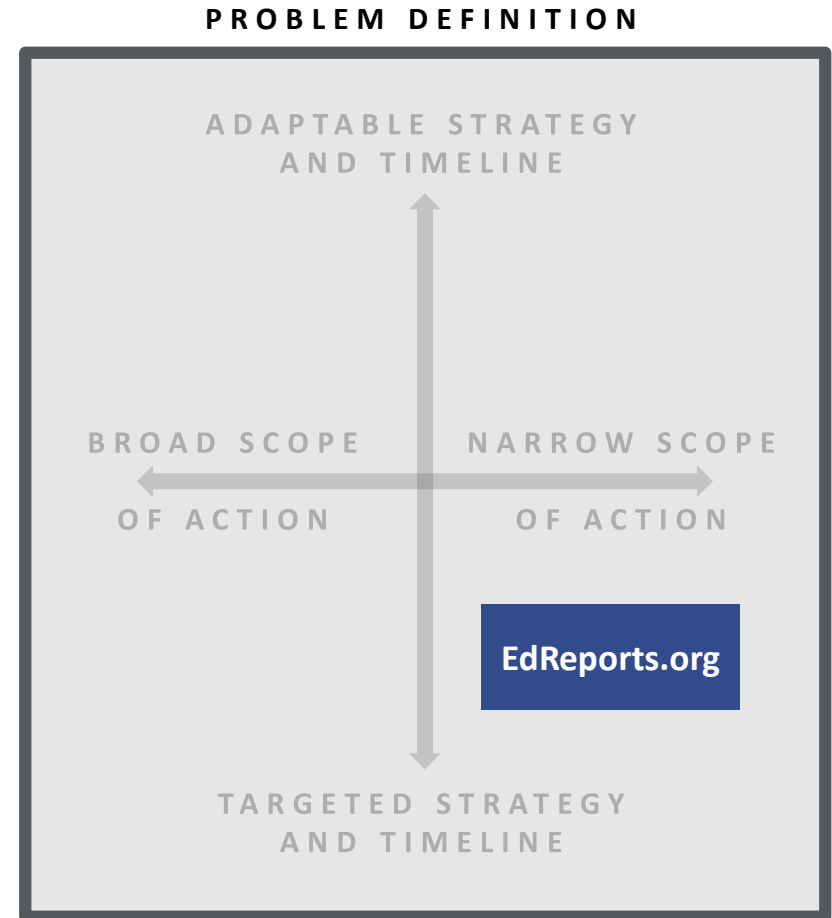 PROBLEM DEFINITION
ADAPTABLE STRATEGY
AND TIMELINE
BROAD SCOPE
OF ACTION
NARROW SCOPE
OF ACTION
EdReports.org
TARGETED STRATEGY
AND TIMELINE